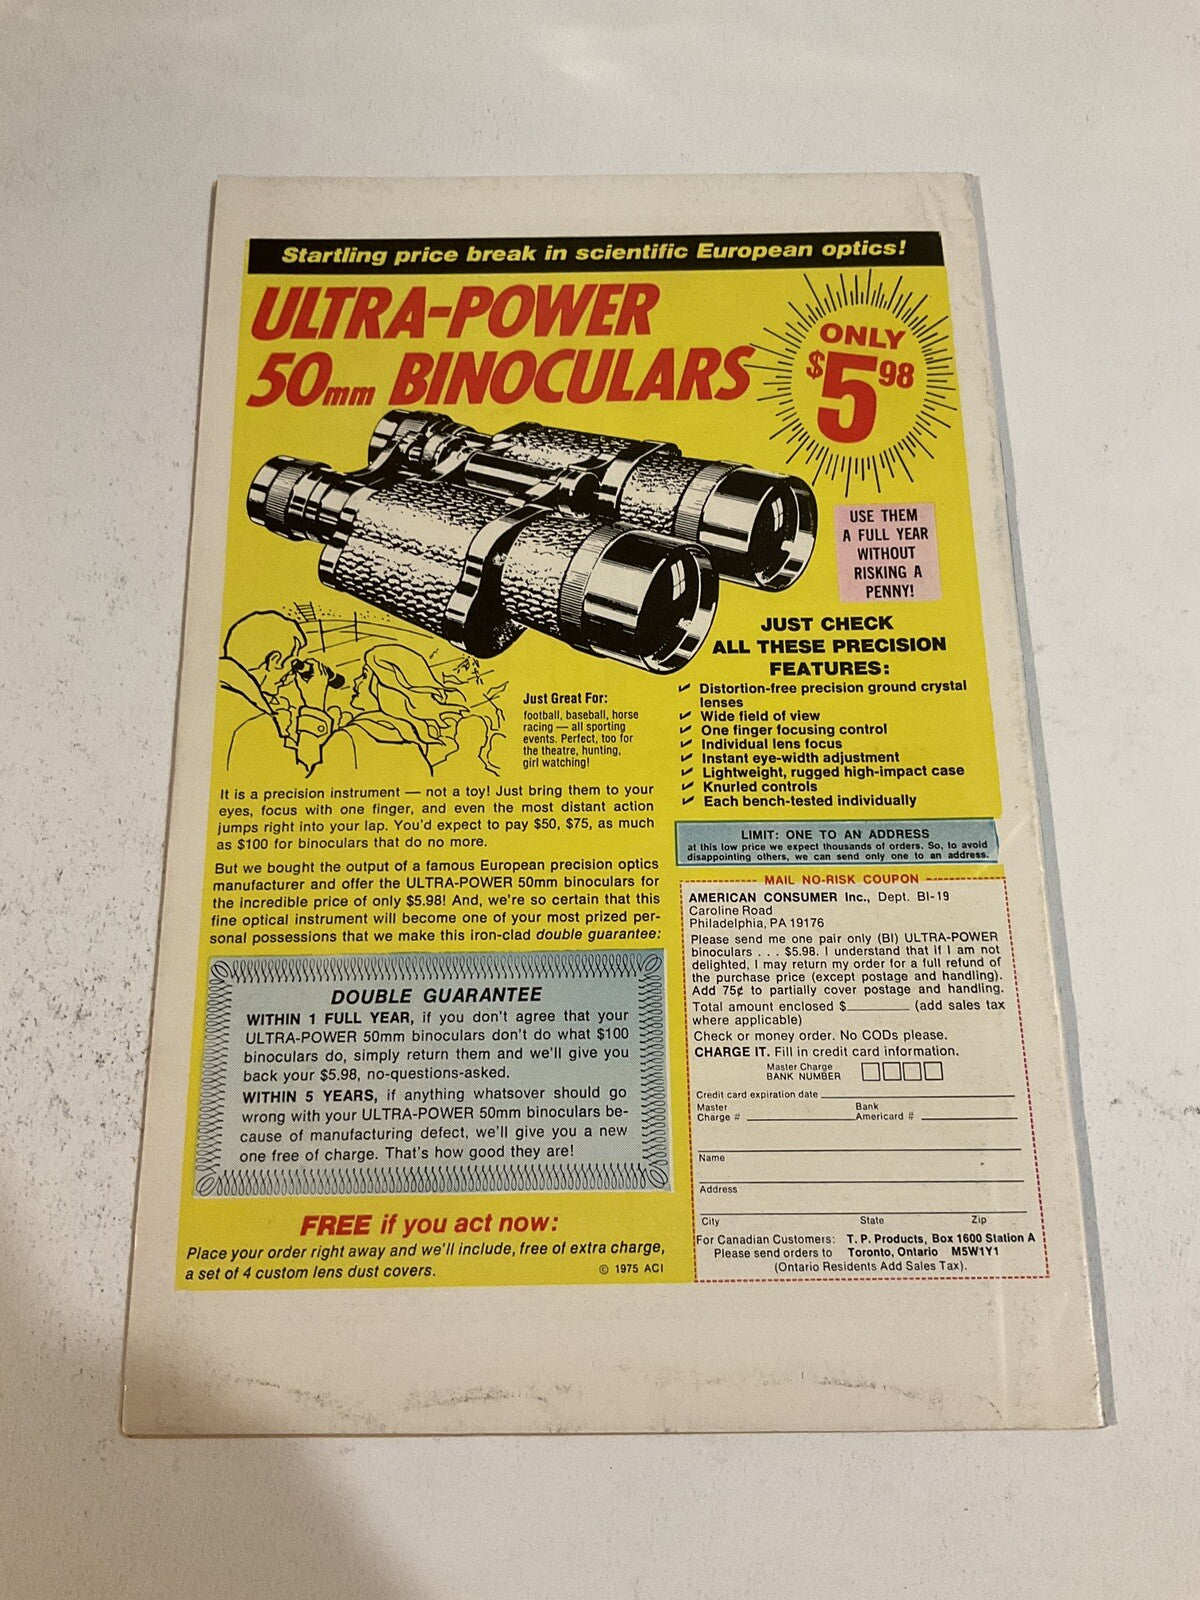 Startling price break in scientific European optics!
ULTRA-POWER
50mm BINOCULARS
ONLY
$5.98
USE THEM
A FULL YEAR
WITHOUT
RISKING A
PENNY!
JUST CHECK
ALL THESE PRECISION
FEATURES:
✔ Distortion-free precision ground crystal
lenses
✔ Wide field of view
✔ One finger focusing control
✔ Individual lens focus
✔ Instant eye-width adjustment
✔ Lightweight, rugged high-impact case
✔ Knurled controls
✔ Each bench-tested individually
Just Great For:
football, baseball, horse
racing — all sporting
events. Perfect, too for
the theatre, hunting,
girl watching!
It is a precision instrument — not a toy! Just bring them to your
eyes, focus with one finger, and even the most distant action
jumps right into your lap. You'd expect to pay $50, $75, as much
as $100 for binoculars that do no more.
But we bought the output of a famous European precision optics
manufacturer and offer the ULTRA-POWER 50mm binoculars for
the incredible price of only $5.98! And, we're so certain that this
fine optical instrument will become one of your most prized per-
sonal possessions that we make this iron-clad double guarantee:
DOUBLE GUARANTEE
WITHIN 1 FULL YEAR, if you don't agree that your
ULTRA-POWER 50mm binoculars don't do what $100
binoculars do, simply return them and we'll give you
back your $5.98, no-questions-asked.
WITHIN 5 YEARS, if anything whatsoever should go
wrong with your ULTRA-POWER 50mm binoculars be-
cause of manufacturing defect, we'll give you a new
one free of charge. That's how good they are!
FREE if you act now:
Place your order right away and we'll include, free of extra charge,
a set of 4 custom lens dust covers.
© 1975 ACI
LIMIT: ONE TO AN ADDRESS
at this low price we expect thousands of orders. So, to avoid
disappointing others, we can send only one to an address.
MAIL NO-RISK COUPON
AMERICAN CONSUMER Inc., Dept. BI-19
Caroline Road
Philadelphia, PA 19176
Please send me one pair only (BI) ULTRA-POWER
binoculars . . . $5.98. I understand that if I am not
delighted, I may return my order for a full refund of
the purchase price (except postage and handling).
Add 75¢ to partially cover postage and handling.
Total amount enclosed $________ (add sales tax
where applicable)
Check or money order. No CODs please.
CHARGE IT. Fill in credit card information.
Master Charge
BANK NUMBER
Credit card expiration date
Master Bank
Charge # Americard #
Name
Address
City State Zip
For Canadian Customers: T. P. Products, Box 1600 Station A
Please send orders to Toronto, Ontario M5W1Y1
(Ontario Residents Add Sales Tax).